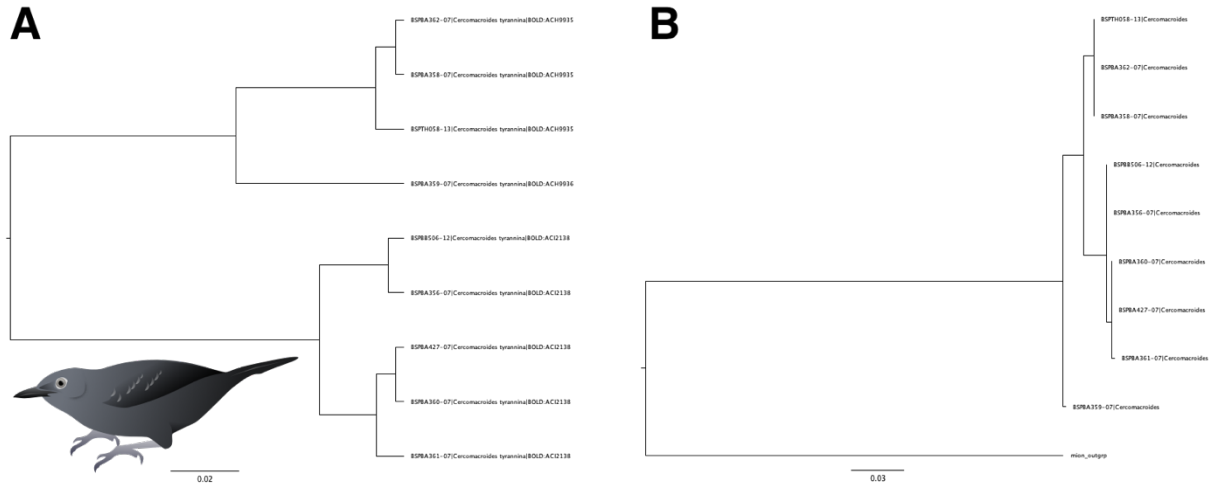 A
BSPBA362-07|Cercomacroides tyrannina|BOLD:ACH9935
BSPBA358-07|Cercomacroides tyrannina|BOLD:ACH9935
BSPTH058-13|Cercomacroides tyrannina|BOLD:ACH9935
BSPBA359-07|Cercomacroides tyrannina|BOLD:ACH9936
BSPBB506-12|Cercomacroides tyrannina|BOLD:ACI2138
BSPBA356-07|Cercomacroides tyrannina|BOLD:ACI2138
BSPBA427-07|Cercomacroides tyrannina|BOLD:ACI2138
BSPBA360-07|Cercomacroides tyrannina|BOLD:ACI2138
BSPBA361-07|Cercomacroides tyrannina|BOLD:ACI2138
0.02
B
BSPTH058-13|Cercomacroides
BSPBA362-07|Cercomacroides
BSPBA358-07|Cercomacroides
BSPBB506-12|Cercomacroides
BSPBA356-07|Cercomacroides
BSPBA360-07|Cercomacroides
BSPBA427-07|Cercomacroides
BSPBA361-07|Cercomacroides
BSPBA359-07|Cercomacroides
mion_outgrp
0.03